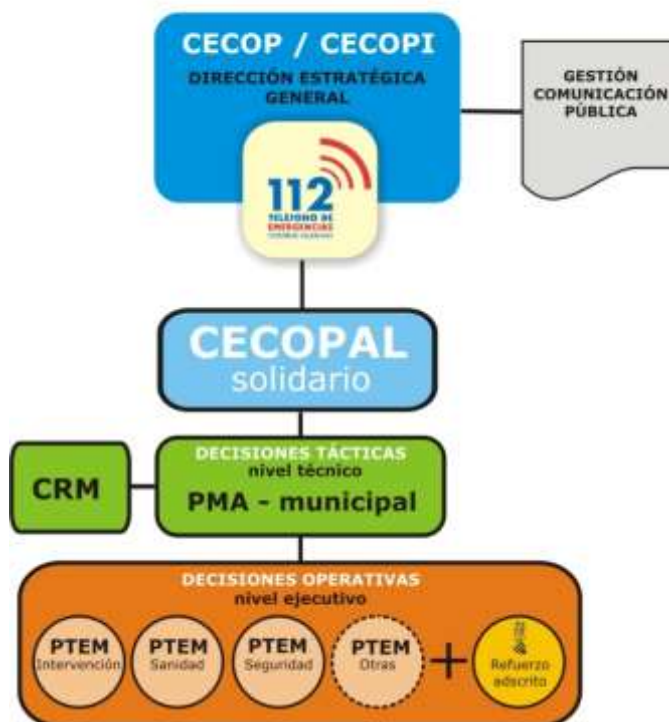 CECOP / CECOPI
DIRECCIÓN ESTRATÉGICA
GENERAL
GESTIÓN
COMUNICACIÓN
PÚBLICA
112
TELÉFONO DE
EMERGENCIAS
CECOPAL
solidario
DECISIONES TÁCTICAS
nivel técnico
PMA - municipal
CRM
DECISIONES OPERATIVAS
nivel ejecutivo
PTEM
Intervención
PTEM
Sanidad
PTEM
Seguridad
PTEM
Otras
+
Refuerzo
adscrito